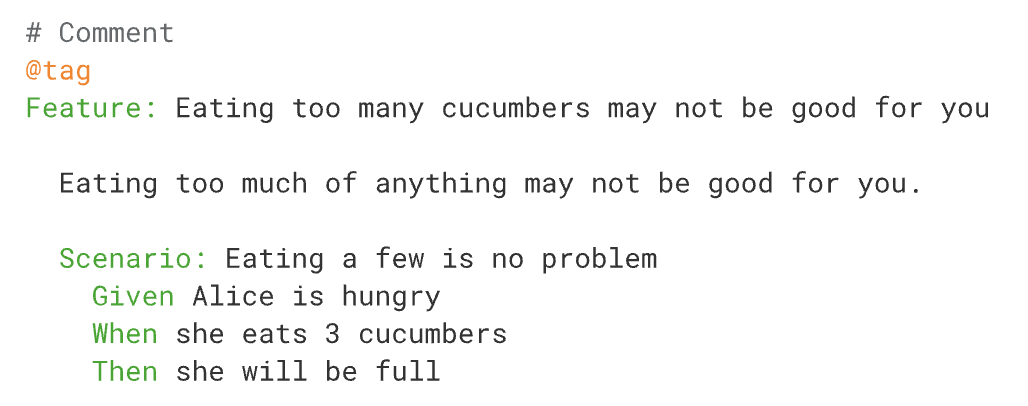 # Comment
@tag
Feature: Eating too many cucumbers may not be good for you
Eating too much of anything may not be good for you.
Scenario: Eating a few is no problem
Given Alice is hungry
When she eats 3 cucumbers
Then she will be full